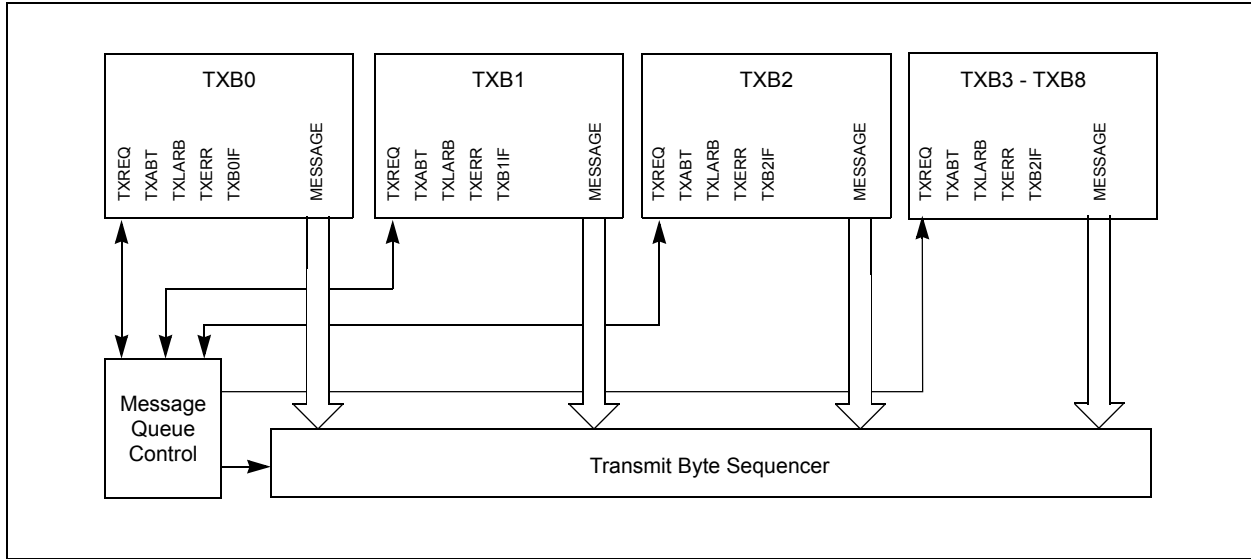 TXB0
TXREQ
TXABT
TXLARB
TXERR
TXB0IF
MESSAGE
TXB1
TXREQ
TXABT
TXLARB
TXERR
TXB1IF
MESSAGE
TXB2
TXREQ
TXABT
TXLARB
TXERR
TXB2IF
MESSAGE
TXB3 - TXB8
TXREQ
TXABT
TXLARB
TXERR
TXB2IF
MESSAGE
Message
Queue
Control
Transmit Byte Sequencer